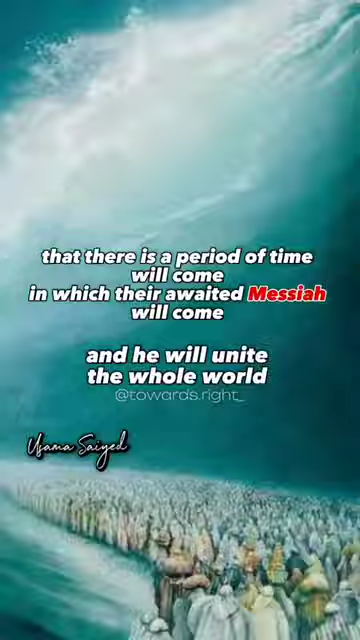 that there is a period of time
will come
in which their awaited Messiah
will come
and he will unite
the whole world
@towards.right_
Usama Saiyed